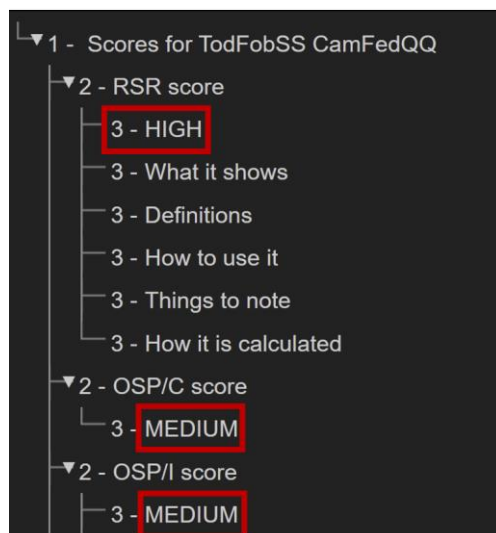 1 - Scores for TodFobSS CamFedQQ
2 - RSR score
3 - HIGH
3 - What it shows
3 - Definitions
3 - How to use it
3 - Things to note
3 - How it is calculated
2 - OSP/C score
3 - MEDIUM
2 - OSP/I score
3 - MEDIUM